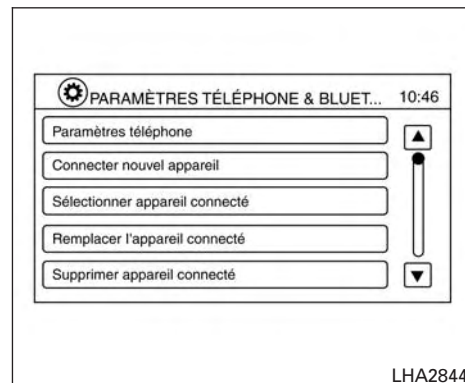 PARAMÈTRES TÉLÉPHONE & BLUET... 10:46
Paramètres téléphone
Connecter nouvel appareil
Sélectionner appareil connecté
Remplacer l'appareil connecté
Supprimer appareil connecté
LHA2844